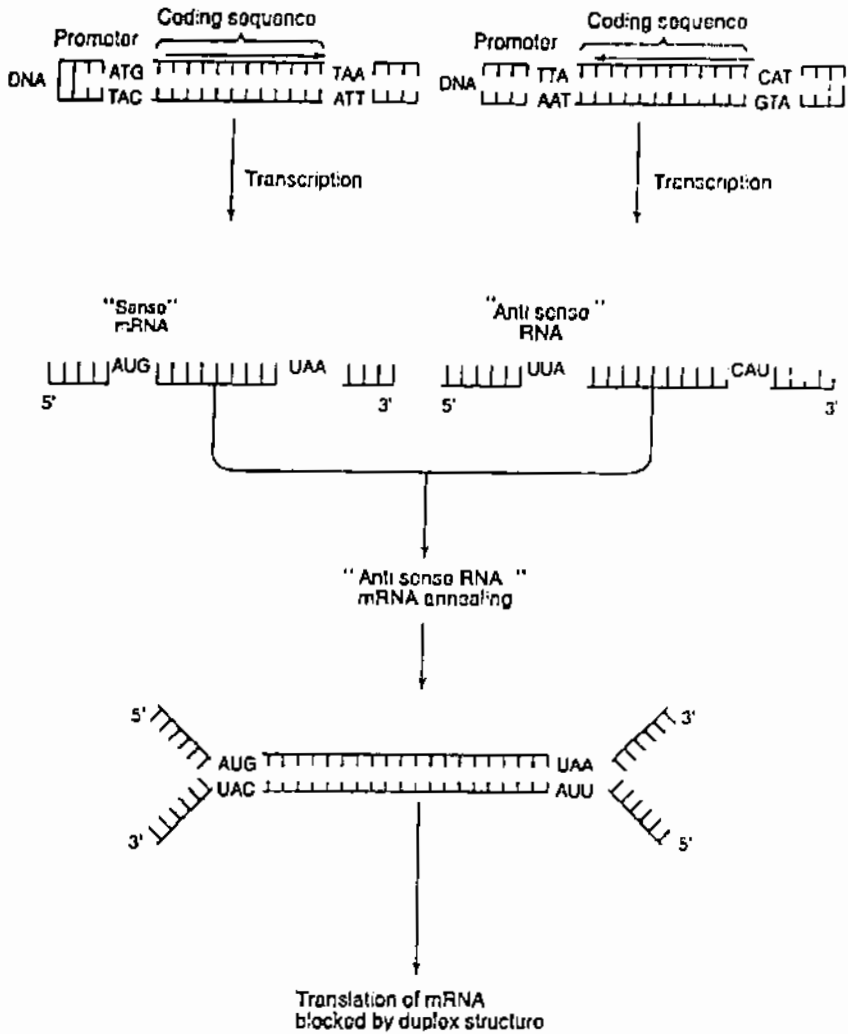 Coding sequence
Promoter
DNA ATG TAA
TAC ATT
Transcription
Coding sequence
Promoter
DNA TTA CAT
AAT GTA
Transcription
"Sense"
mRNA
AUG UAA
5' 3'
"Anti sense"
RNA
UUA CAU
5' 3'
"Anti sense RNA "
mRNA annealing
5' 3'
AUG UAA
UAC AUU
3' 5'
Translation of mRNA
blocked by duplex structure